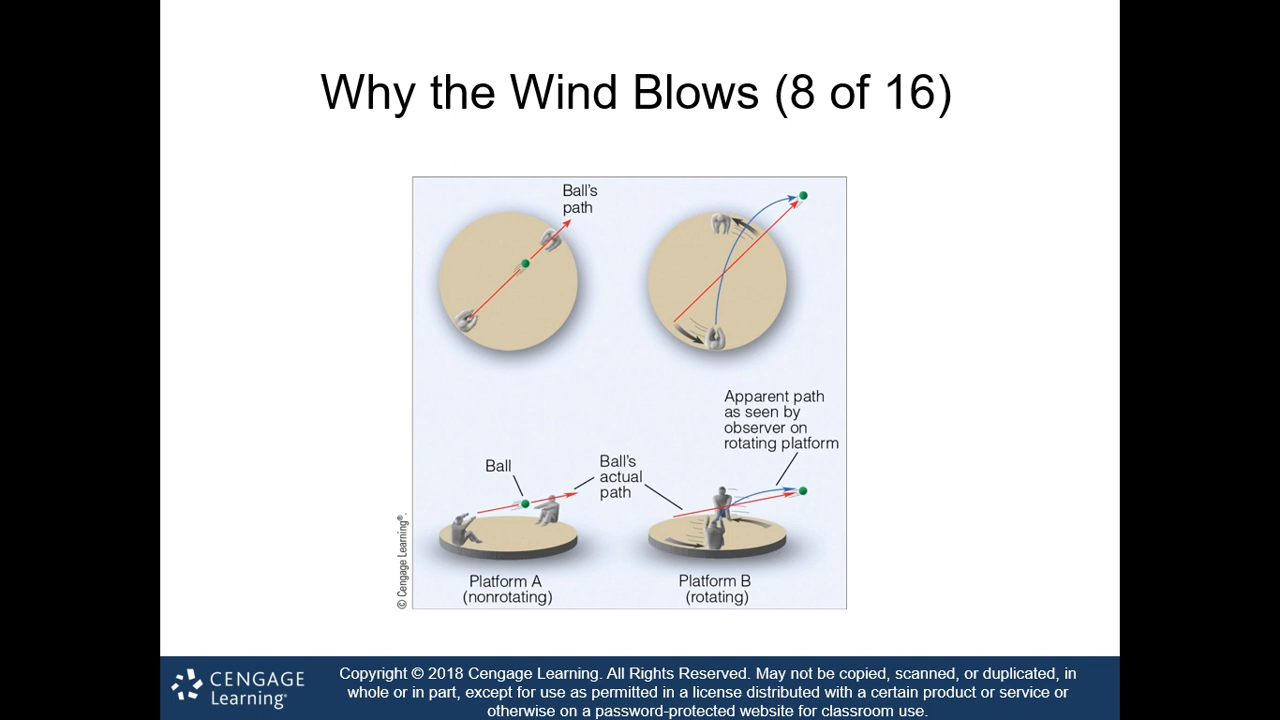 Why the Wind Blows (8 of 16)
Ball's
path
Apparent path
as seen by
observer on
rotating platform
Ball
Ball's
actual
path
Platform A
(nonrotating)
Platform B
(rotating)
© Cengage Learning®.
CENGAGE
Learning®
Copyright © 2018 Cengage Learning. All Rights Reserved. May not be copied, scanned, or duplicated, in
whole or in part, except for use as permitted in a license distributed with a certain product or service or
otherwise on a password-protected website for classroom use.